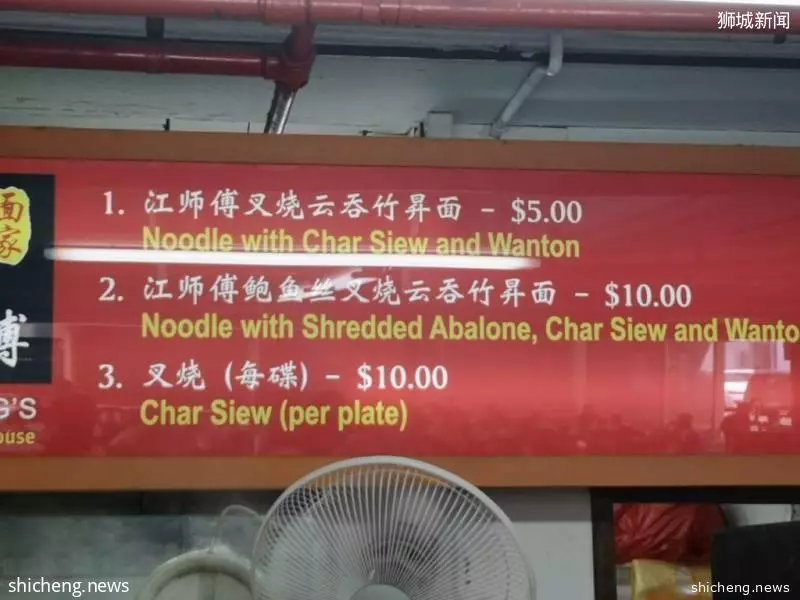 狮城新闻
面家
傅
G'S
ouse
1. 江师傅叉烧云吞竹昇面 - $5.00
Noodle with Char Siew and Wanton
2. 江师傅鲍鱼丝叉烧云吞竹昇面 - $10.00
Noodle with Shredded Abalone, Char Siew and Wanto
3. 叉烧 (每碟) - $10.00
Char Siew (per plate)
shicheng.news
shicheng.news